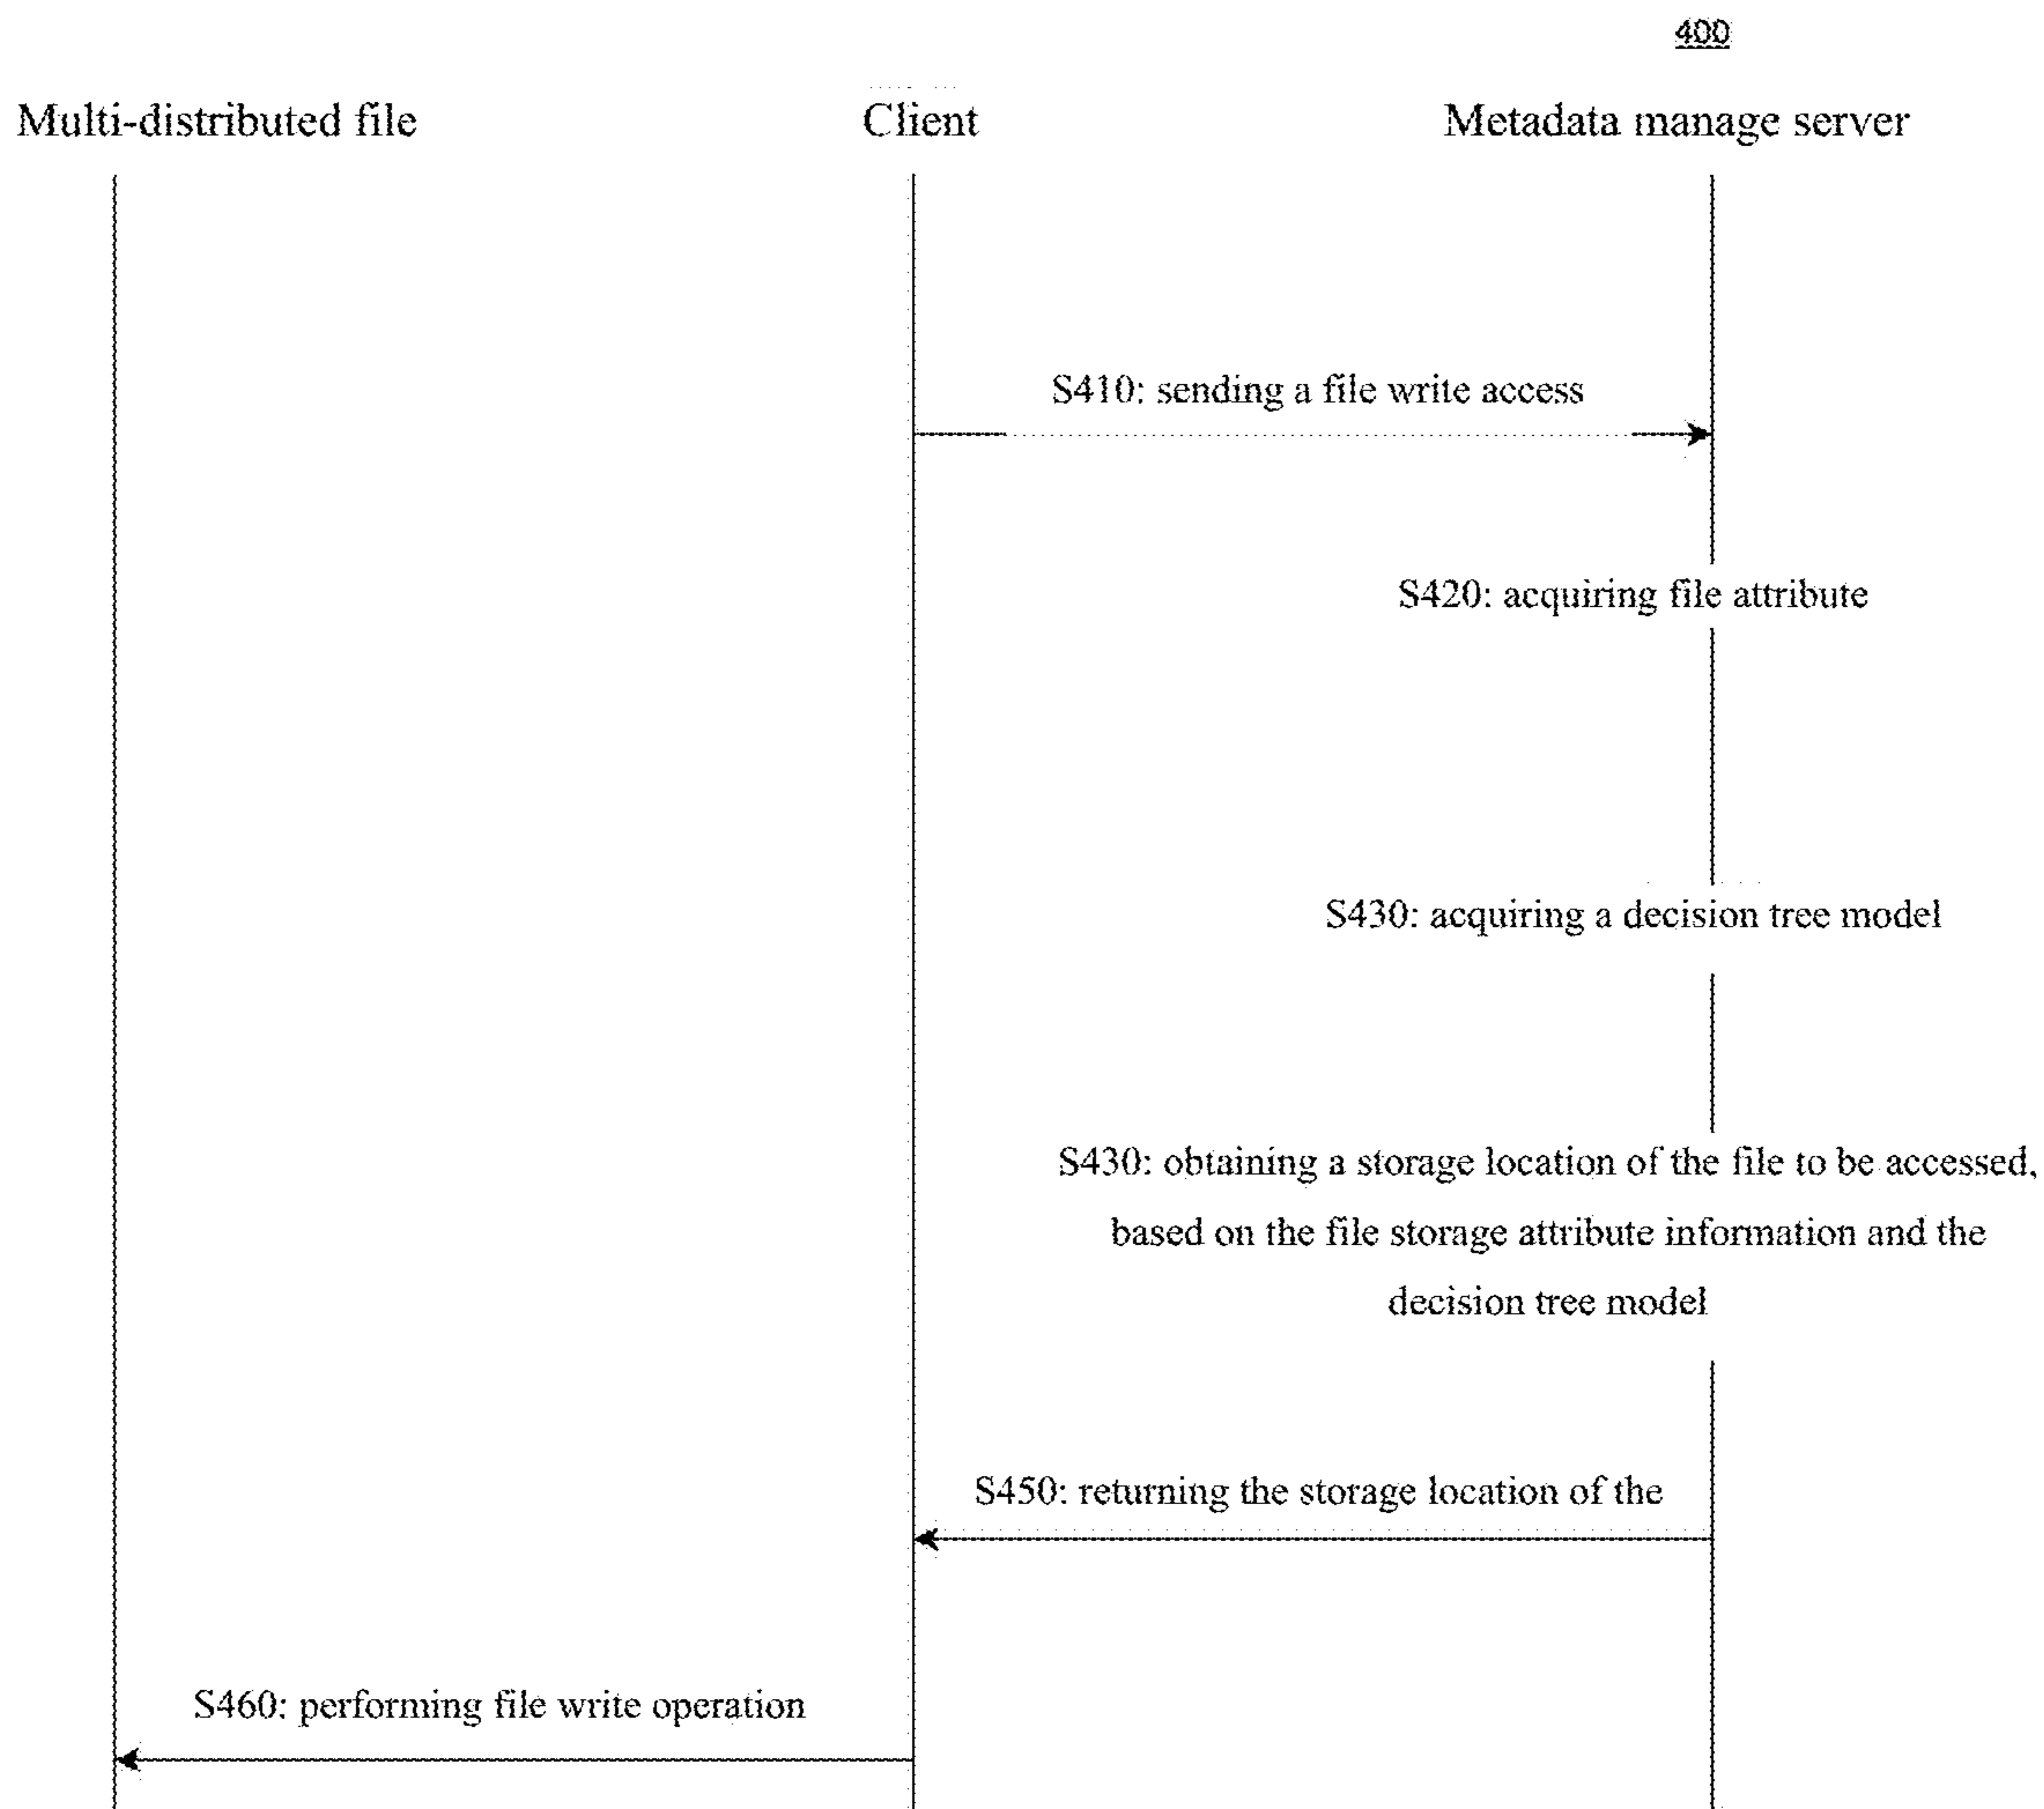 400
Multi-distributed file
Client
Metadata manage server
S410: sending a file write access
S420: acquiring file attribute
S430: acquiring a decision tree model
S430: obtaining a storage location of the file to be accessed,
based on the file storage attribute information and the
decision tree model
S450: returning the storage location of the
S460: performing file write operation